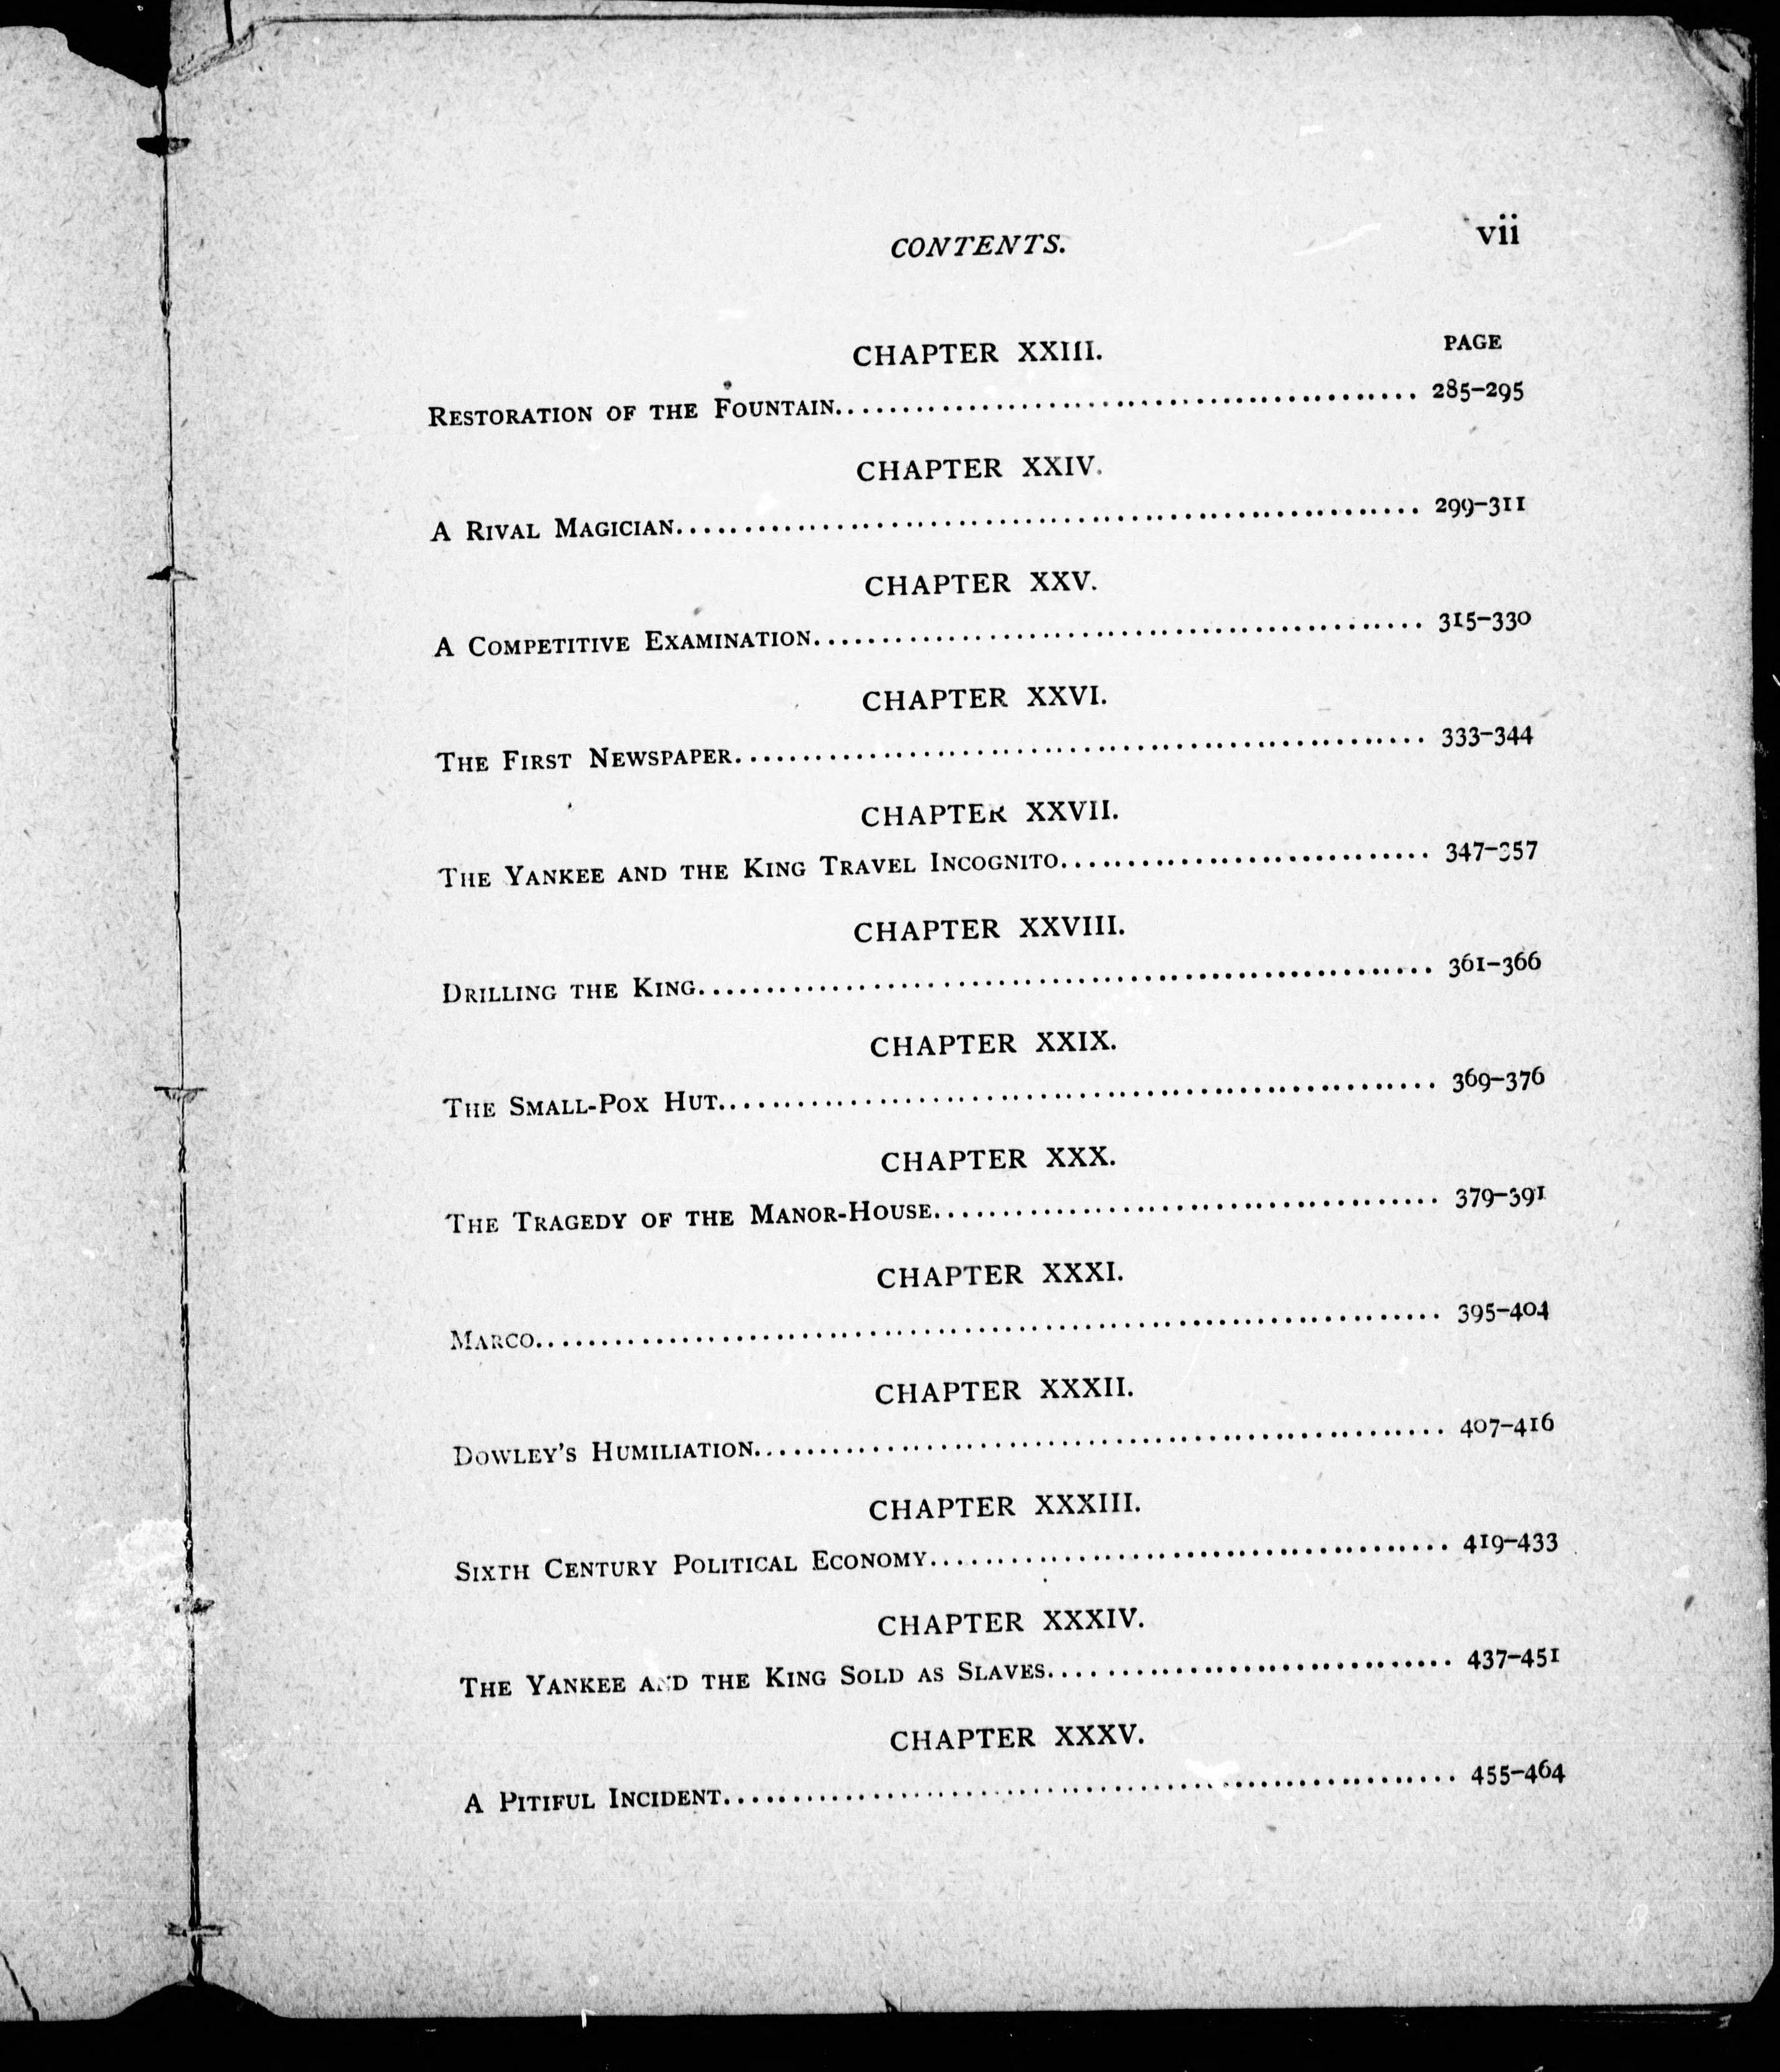 CONTENTS. vii
PAGE
CHAPTER XXIII.
RESTORATION OF THE FOUNTAIN........................................... 285–295
CHAPTER XXIV.
A RIVAL MAGICIAN........................................................ 299–311
CHAPTER XXV.
A COMPETITIVE EXAMINATION.............................................. 315–330
CHAPTER XXVI.
THE FIRST NEWSPAPER.................................................... 333–344
CHAPTER XXVII.
THE YANKEE AND THE KING TRAVEL INCOGNITO............................ 347–357
CHAPTER XXVIII.
DRILLING THE KING....................................................... 361–366
CHAPTER XXIX.
THE SMALL-POX HUT...................................................... 369–376
CHAPTER XXX.
THE TRAGEDY OF THE MANOR-HOUSE...................................... 379–391
CHAPTER XXXI.
MARCO................................................................... 395–404
CHAPTER XXXII.
DOWLEY'S HUMILIATION................................................... 407–416
CHAPTER XXXIII.
SIXTH CENTURY POLITICAL ECONOMY....................................... 419–433
CHAPTER XXXIV.
THE YANKEE AND THE KING SOLD AS SLAVES............................... 437–451
CHAPTER XXXV.
A PITIFUL INCIDENT...................................................... 455–464